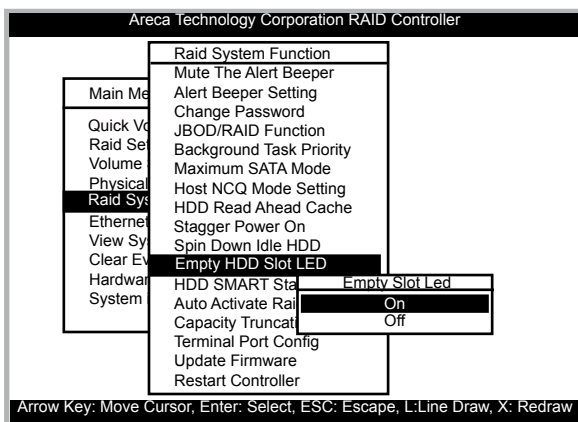 Areca Technology Corporation RAID Controller
Main Me
Quick Vo
Raid Set
Volume
Physical
Raid Sys
Ethernet
View Sy
Clear Ev
Hardwar
System
Raid System Function
Mute The Alert Beeper
Alert Beeper Setting
Change Password
JBOD/RAID Function
Background Task Priority
Maximum SATA Mode
Host NCQ Mode Setting
HDD Read Ahead Cache
Stagger Power On
Spin Down Idle HDD
Empty HDD Slot LED
HDD SMART Sta
Auto Activate Rai
Capacity Truncati
Terminal Port Config
Update Firmware
Restart Controller
Empty Slot Led
On
Off
Arrow Key: Move Cursor, Enter: Select, ESC: Escape, L:Line Draw, X: Redraw